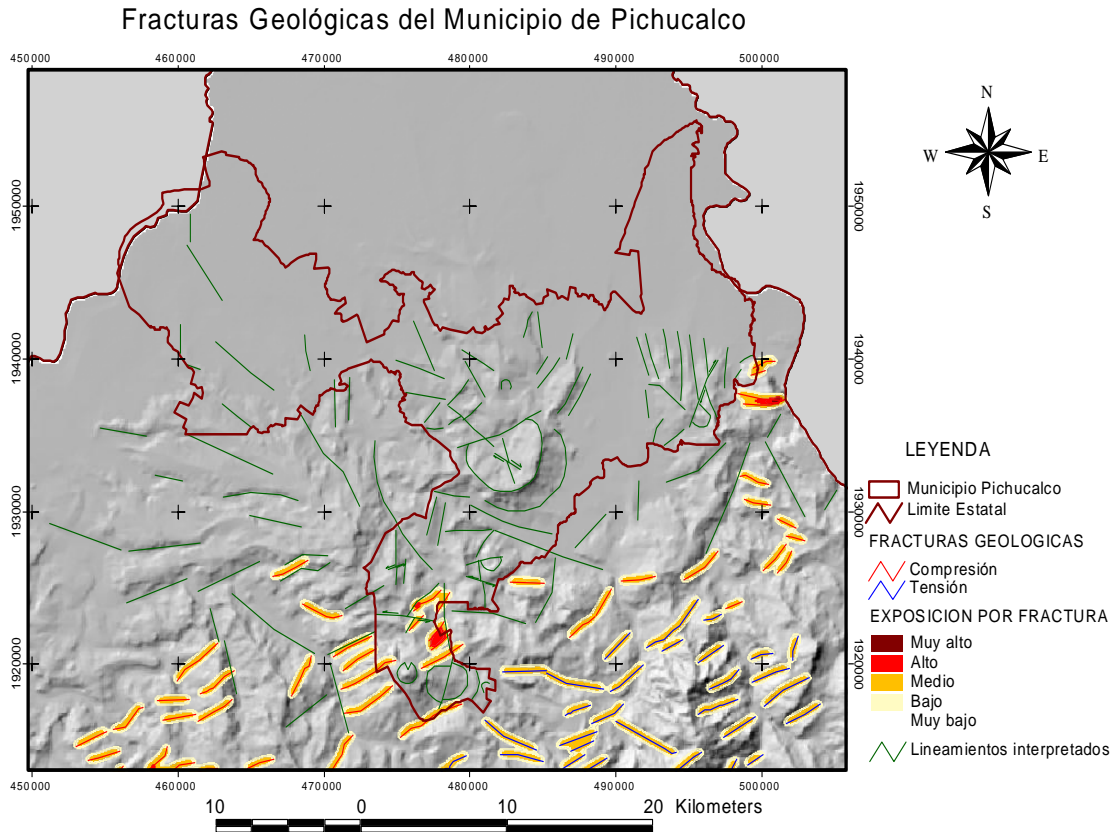 Fracturas Geológicas del Municipio de Pichucalco
450000 460000 470000 480000 490000 500000
1950000 1950000
1940000 1940000
1930000 1930000
1920000 1920000
450000 460000 470000 480000 490000 500000
N
W E
S
LEYENDA
Municipio Pichucalco
Limite Estatal
FRACTURAS GEOLOGICAS
Compresión
Tensión
EXPOSICION POR FRACTURA
Muy alto
Alto
Medio
Bajo
Muy bajo
Lineamientos interpretados
10 0 10 20 Kilometers